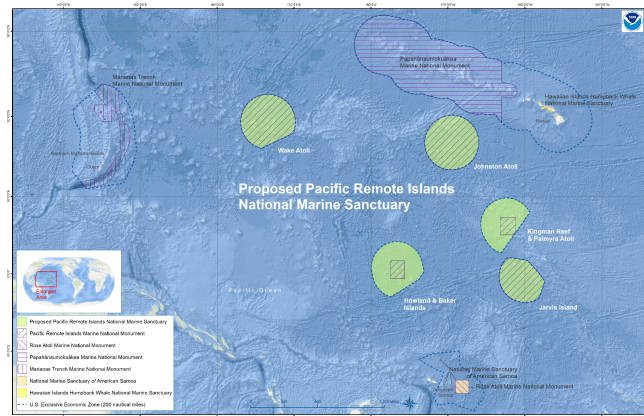 NOAA
Papahānaumokuākea
Marine National Monument
Marianas Trench
Marine National Monument
Hawaiian Islands Humpback Whale
National Marine Sanctuary
Hawaii
Wake Atoll
Johnston Atoll
Northern Mariana Islands
Guam
Proposed Pacific Remote Islands
National Marine Sanctuary
Kingman Reef
& Palmyra Atoll
Howland & Baker
Islands
Jarvis Island
Pacific Ocean
Enlarged
Area
National Marine Sanctuary
of American Samoa
Rose Atoll Marine National Monument
Proposed Pacific Remote Islands National Marine Sanctuary
Pacific Remote Islands Marine National Monument
Rose Atoll Marine National Monument
Papahānaumokuākea Marine National Monument
Marianas Trench Marine National Monument
National Marine Sanctuary of American Samoa
Hawaiian Islands Humpback Whale National Marine Sanctuary
U.S. Exclusive Economic Zone (200 nautical miles)